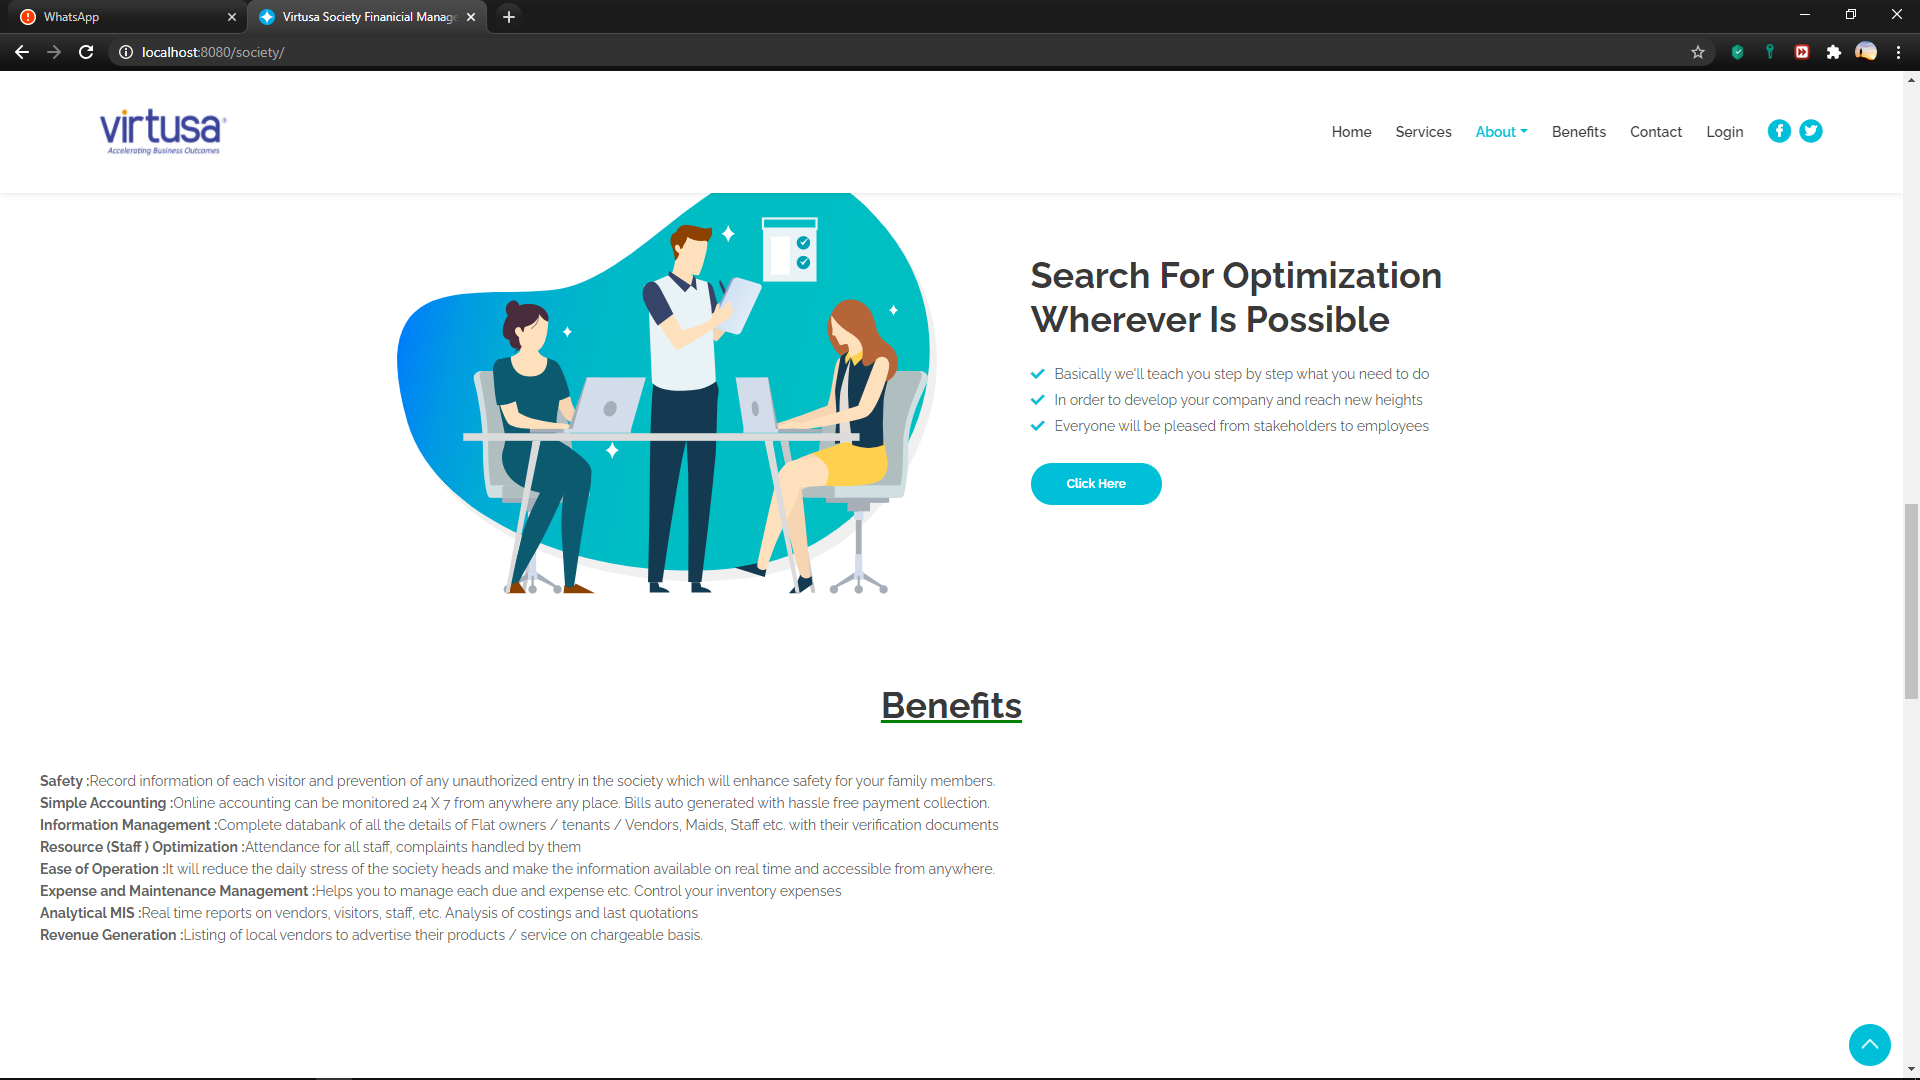 WhatsApp
Virtusa Society Finanicial Manage
localhost:8080/society/
virtusa®
Accelerating Business Outcomes
Home
Services
About
Benefits
Contact
Login
Search For Optimization
Wherever Is Possible
Basically we'll teach you step by step what you need to do
In order to develop your company and reach new heights
Everyone will be pleased from stakeholders to employees
Click Here
Benefits
Safety :Record information of each visitor and prevention of any unauthorized entry in the society which will enhance safety for your family members.
Simple Accounting :Online accounting can be monitored 24 X 7 from anywhere any place. Bills auto generated with hassle free payment collection.
Information Management :Complete databank of all the details of Flat owners / tenants / Vendors, Maids, Staff etc. with their verification documents
Resource (Staff ) Optimization :Attendance for all staff, complaints handled by them
Ease of Operation :It will reduce the daily stress of the society heads and make the information available on real time and accessible from anywhere.
Expense and Maintenance Management :Helps you to manage each due and expense etc. Control your inventory expenses
Analytical MIS :Real time reports on vendors, visitors, staff, etc. Analysis of costings and last quotations
Revenue Generation :Listing of local vendors to advertise their products / service on chargeable basis.